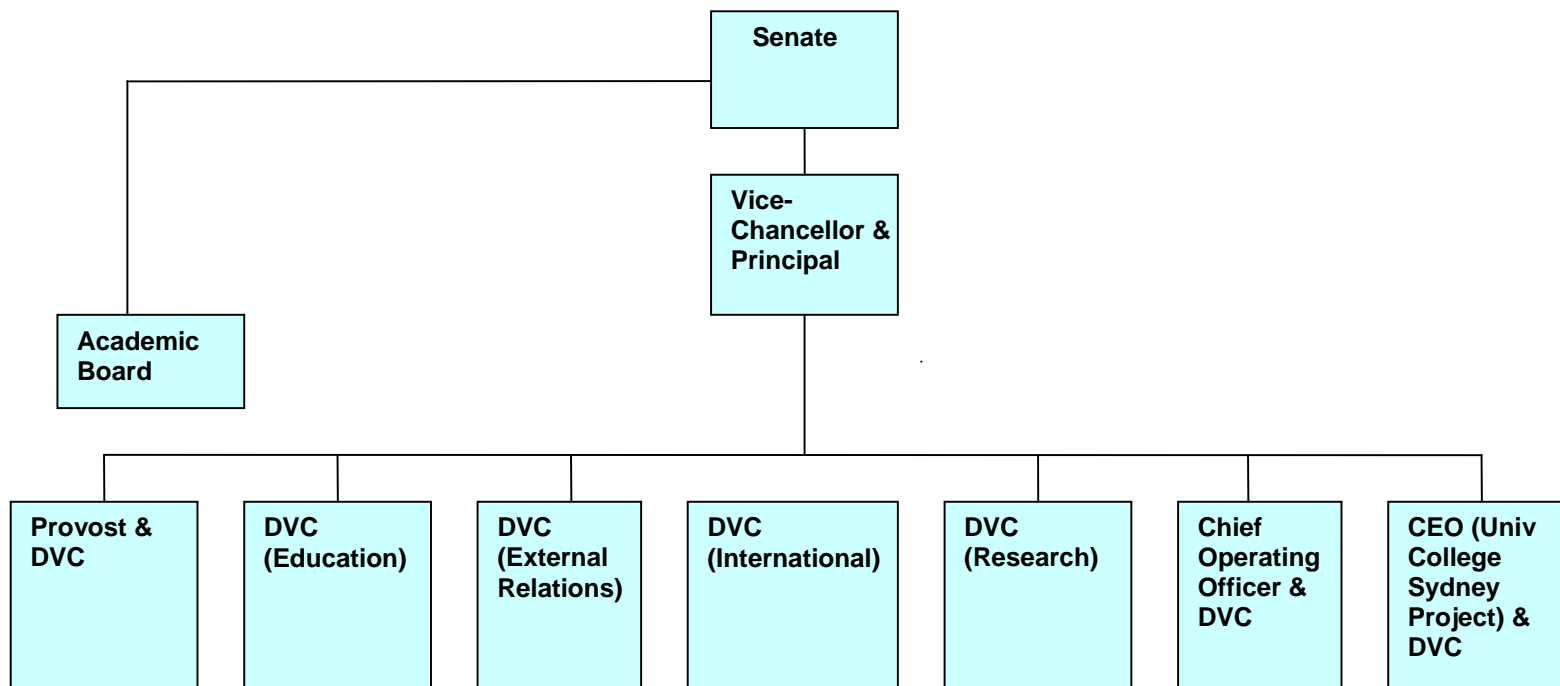 Senate
Vice-
Chancellor &
Principal
Academic
Board
Provost &
DVC
DVC
(Education)
DVC
(External
Relations)
DVC
(International)
DVC
(Research)
Chief
Operating
Officer &
DVC
CEO (Univ
College
Sydney
Project) &
DVC